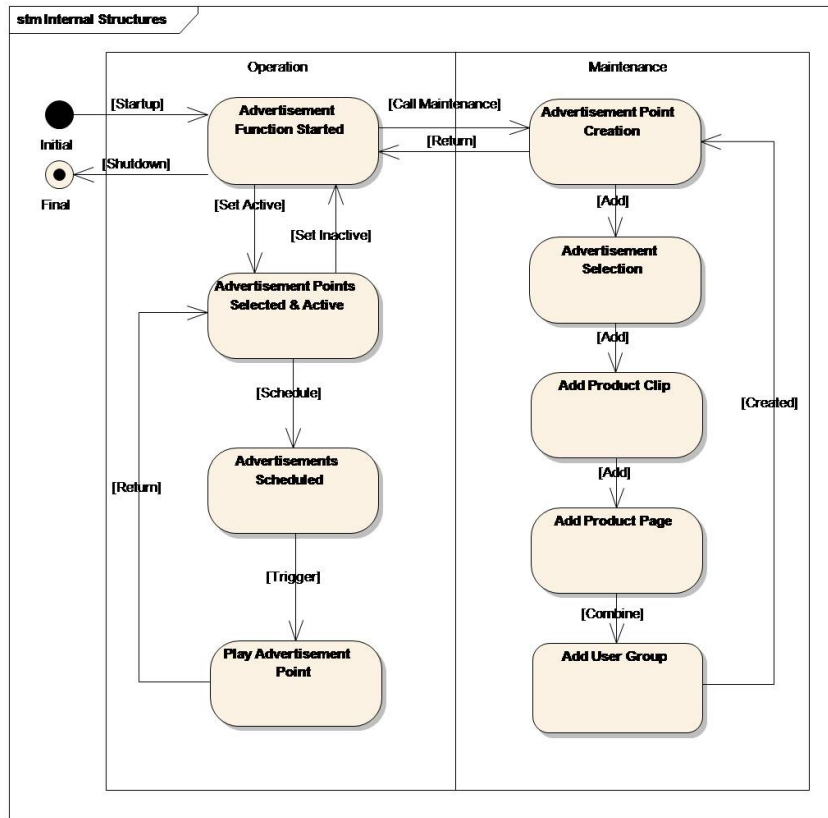 stm Internal Structures
Operation
Maintenance
[Startup]
Advertisement
Function Started
[Call Maintenance]
Advertisement Point
Creation
Initial
[Return]
[Shutdown]
Final
[Set Active]
[Set Inactive]
[Add]
Advertisement
Selection
Advertisement Points
Selected & Active
[Add]
[Schedule]
Add Product Clip
[Created]
Advertisements
Scheduled
[Return]
[Add]
Add Product Page
[Trigger]
[Combine]
Play Advertisement
Point
Add User Group